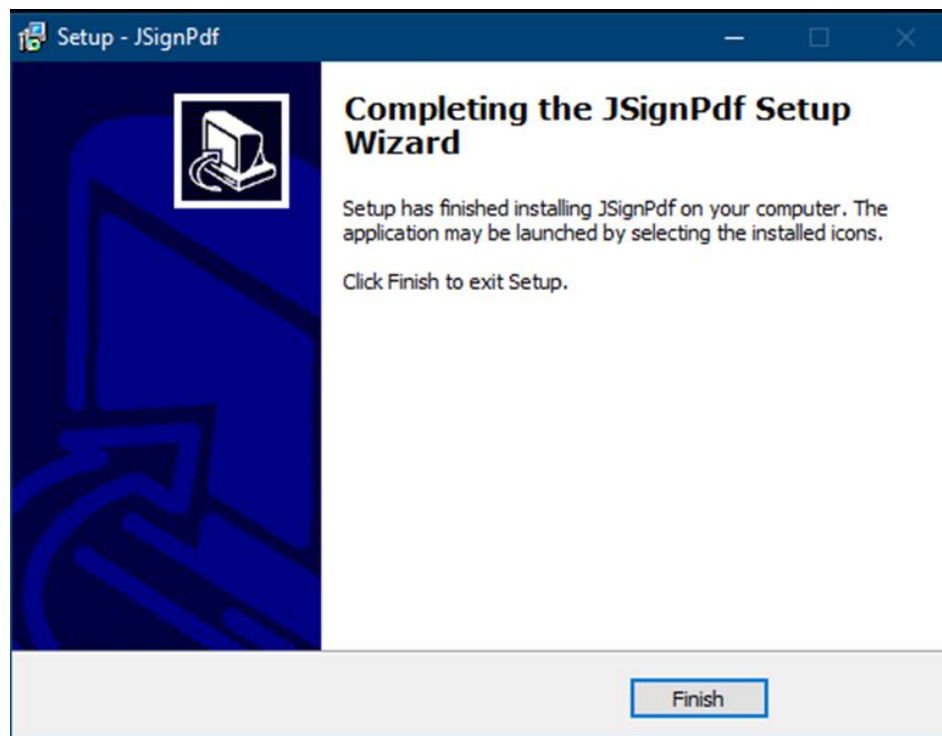 Setup - JSignPdf
Completing the JSignPdf Setup
Wizard
Setup has finished installing JSignPdf on your computer. The
application may be launched by selecting the installed icons.
Click Finish to exit Setup.
Finish